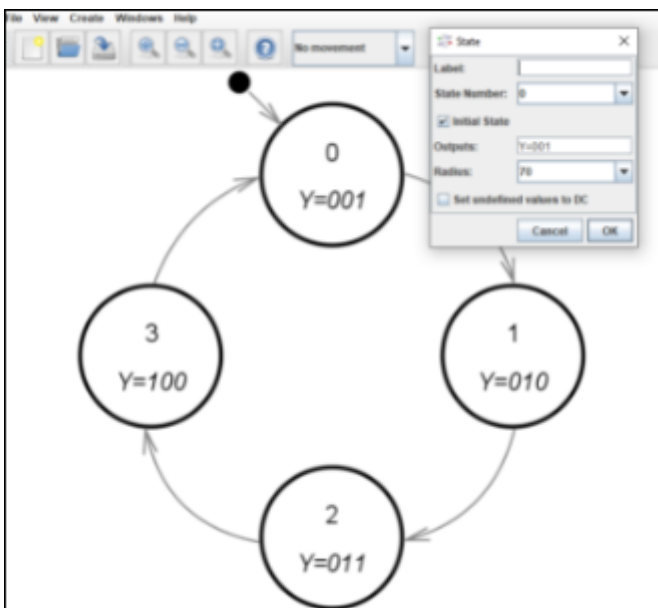 File View Create Windows Help
No movement
State
Label:
State Number: 0
Initial State
Outputs: Y=001
Radius: 70
Set undefined values to DC
Cancel OK
0
Y=001
3
Y=100
1
Y=010
2
Y=011